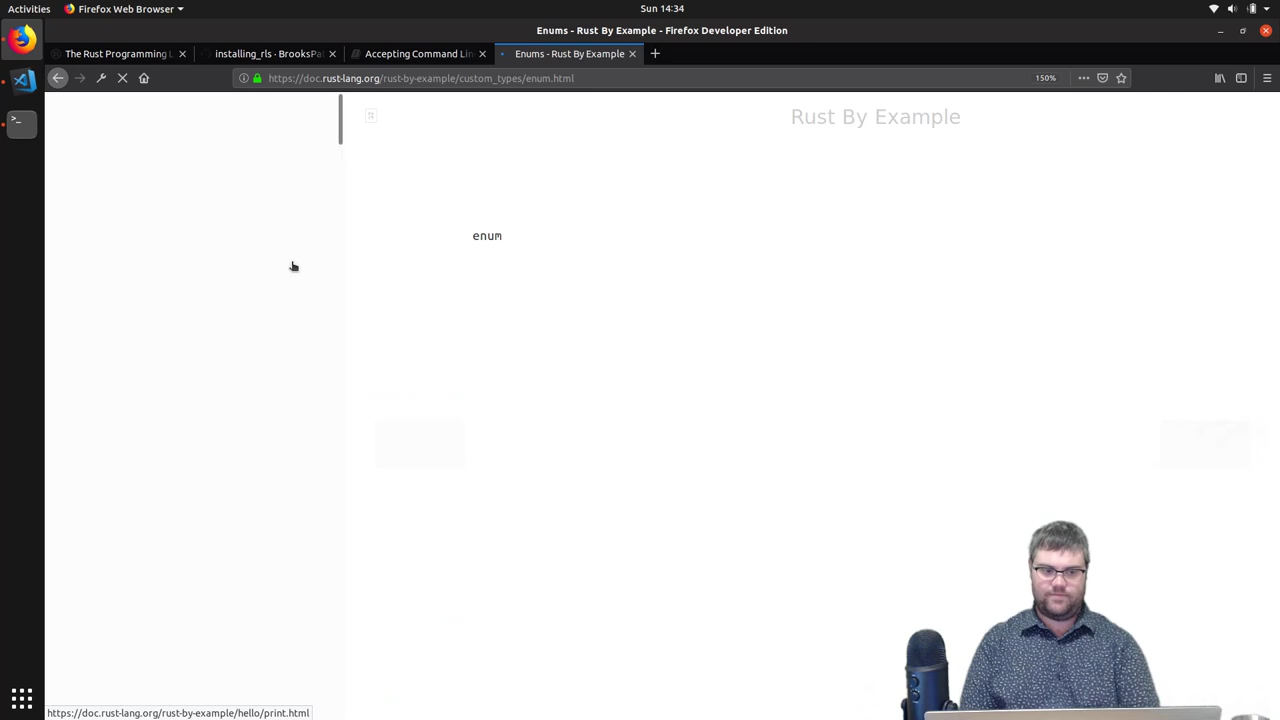 Activities
Firefox Web Browser
Sun 14:34
Enums - Rust By Example - Firefox Developer Edition
The Rust Programming L
installing_rls · BrooksPa
Accepting Command Lin
Enums - Rust By Example
https://doc.rust-lang.org/rust-by-example/custom_types/enum.html
150%
Rust By Example
enum
https://doc.rust-lang.org/rust-by-example/hello/print.html